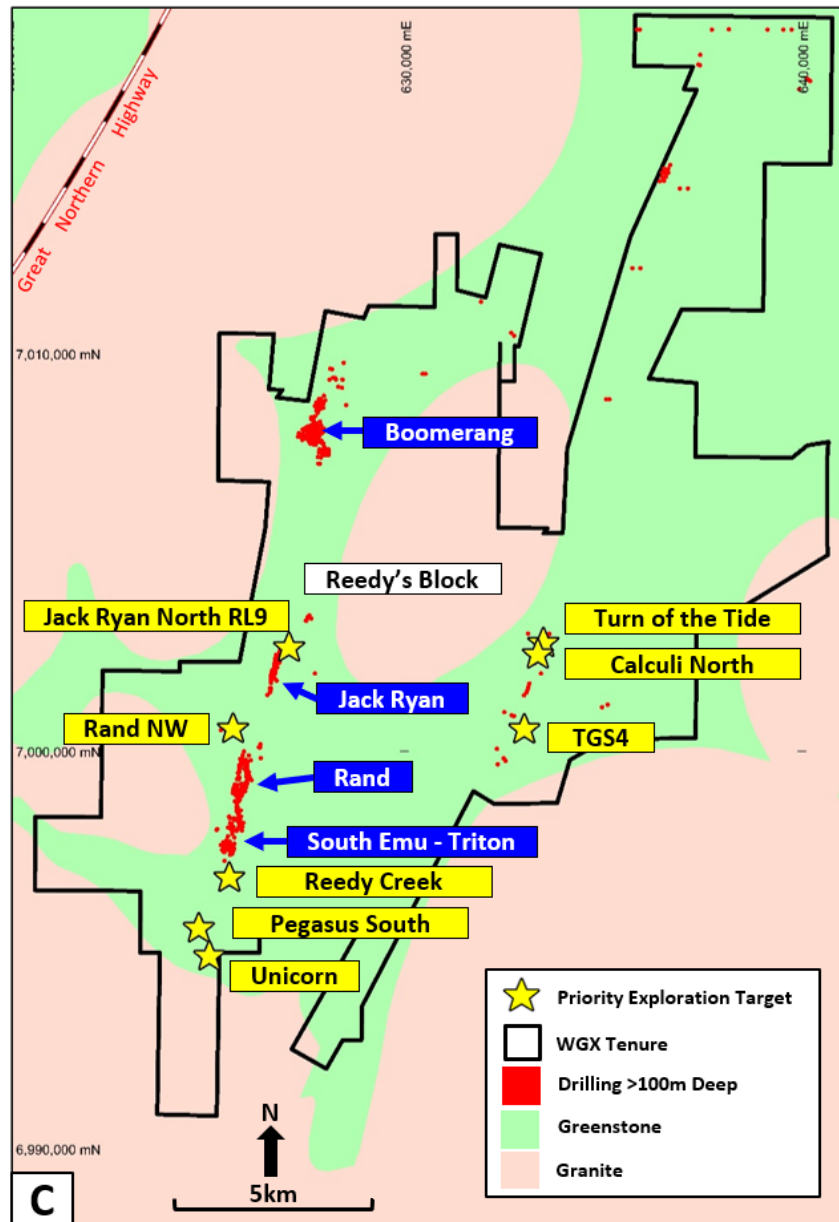 630,000 mE
640,000 mE
Great Northern Highway
7,010,000 mN
Boomerang
Reedy's Block
Jack Ryan North RL9
Turn of the Tide
Calculi North
Jack Ryan
Rand NW
TGS4
7,000,000 mN
Rand
South Emu - Triton
Reedy Creek
Pegasus South
Unicorn
Priority Exploration Target
WGX Tenure
Drilling >100m Deep
Greenstone
Granite
N
6,990,000 mN
5km
C